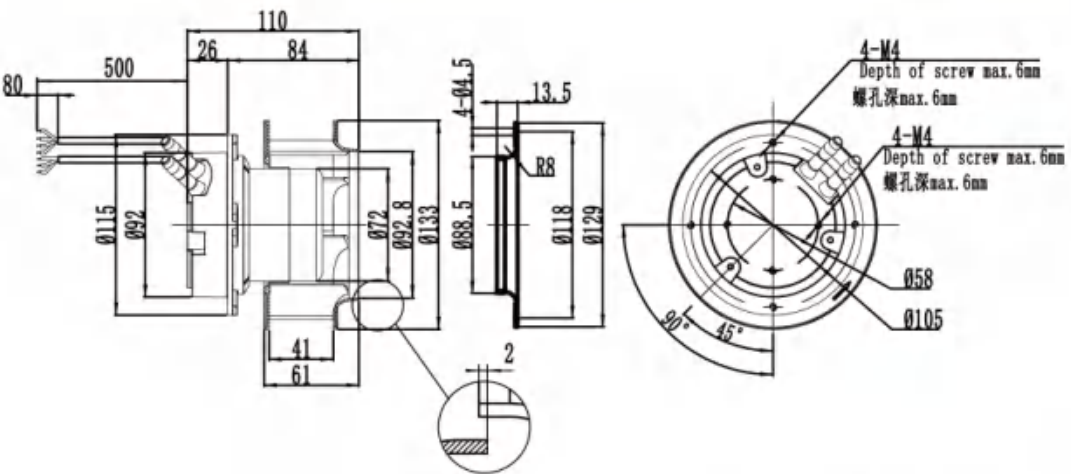 110
26
84
500
80
Ø115
Ø92
Ø72
Ø92.8
Ø133
41
61
2
4-Ø4.5
13.5
R8
Ø88.5
Ø118
Ø129
4-M4
Depth of screw max.6mm
螺孔深max.6mm
4-M4
Depth of screw max.6mm
螺孔深max.6mm
Ø58
Ø105
90°
45°